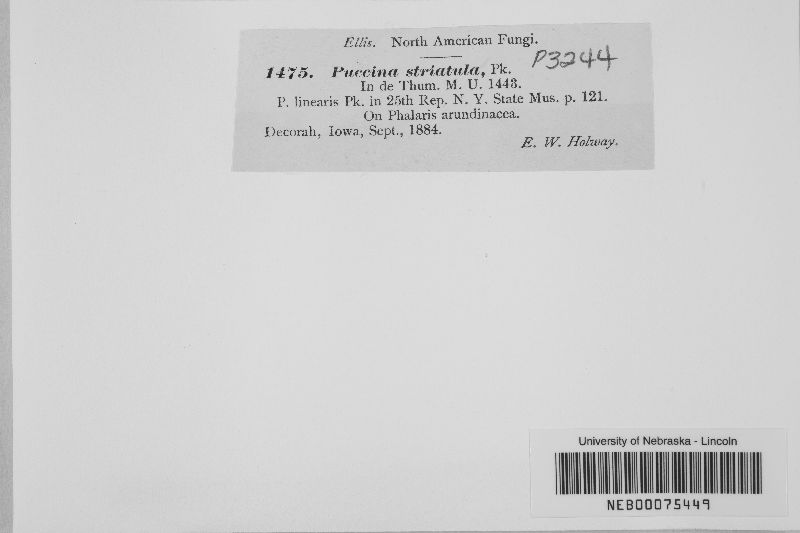 Ellis. North American Fungi.
P3244
1475. Puccina striatula, Pk.
In de Thum. M. U. 1443.
P. linearis Pk. in 25th Rep. N. Y. State Mus. p. 121.
On Phalaris arundinacea.
Decorah, Iowa, Sept., 1884.
E. W. Holway.
University of Nebraska - Lincoln
NEB00075449